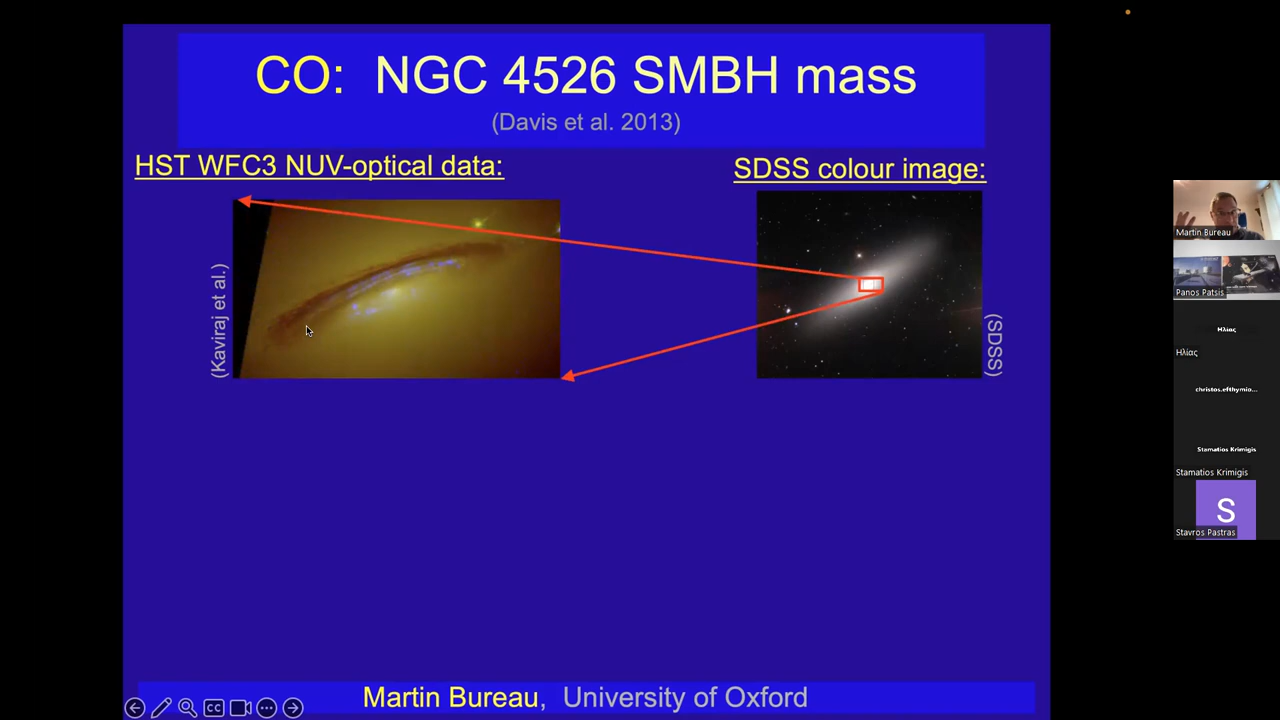 CO: NGC 4526 SMBH mass
(Davis et al. 2013)
HST WFC3 NUV-optical data:
SDSS colour image:
(Kaviraj et al.)
(SDSS)
Martin Bureau, University of Oxford
CC
Martin Bureau
Panos Patsis
Ηλίας
Ηλίας
christos.efthymio...
Stamatios Krimigis
Stamatios Krimigis
S
Stavros Pastras